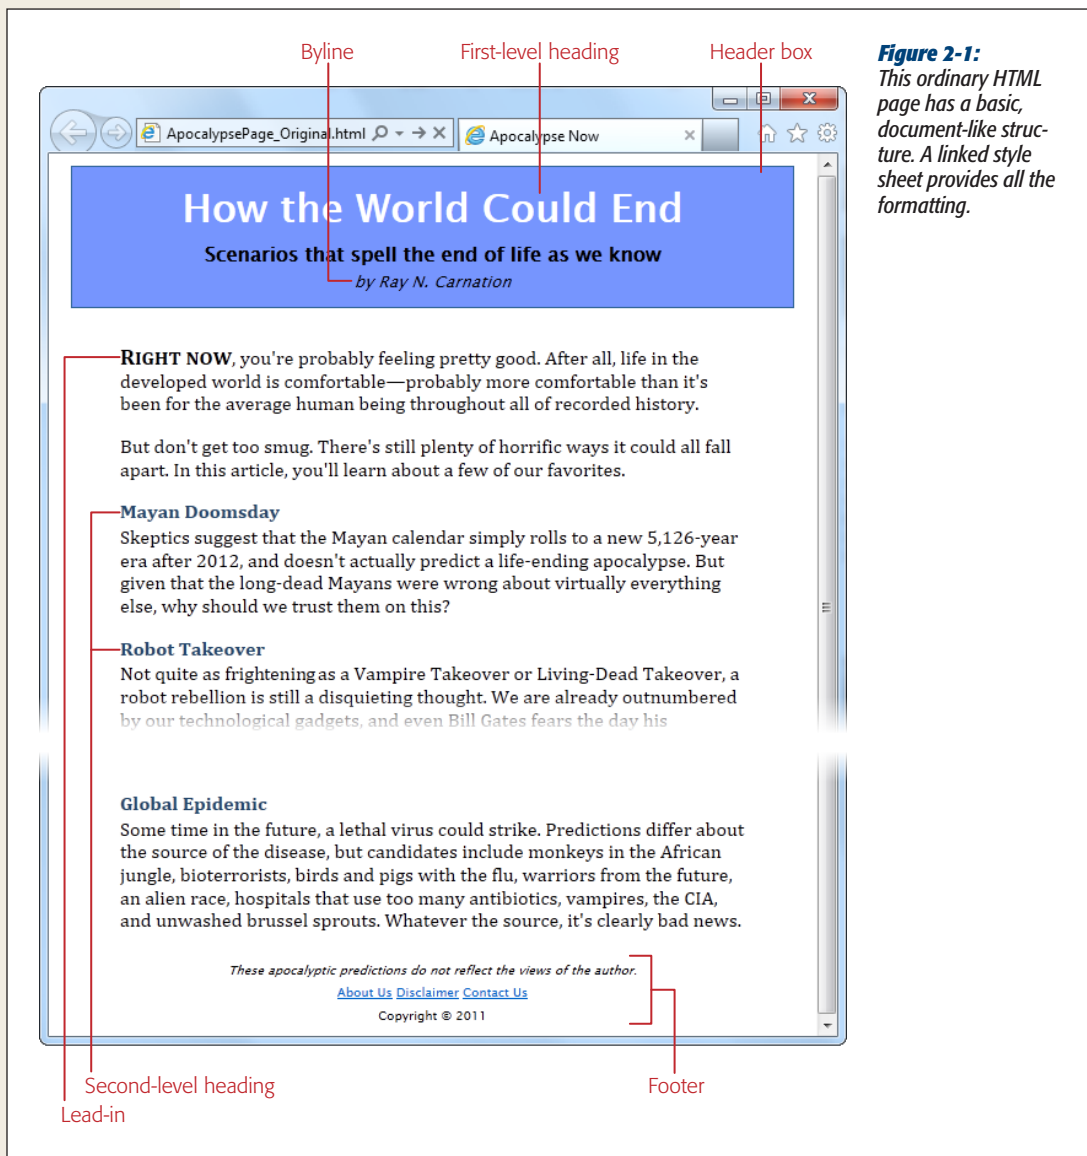 Byline
First-level heading
Header box
Figure 2-1:
This ordinary HTML
page has a basic,
document-like struc-
ture. A linked style
sheet provides all the
formatting.
ApocalypsePage_Original.html
Apocalypse Now
How the World Could End
Scenarios that spell the end of life as we know
by Ray N. Carnation
RIGHT NOW, you're probably feeling pretty good. After all, life in the
developed world is comfortable—probably more comfortable than it's
been for the average human being throughout all of recorded history.
But don't get too smug. There's still plenty of horrific ways it could all fall
apart. In this article, you'll learn about a few of our favorites.
Mayan Doomsday
Skeptics suggest that the Mayan calendar simply rolls to a new 5,126-year
era after 2012, and doesn't actually predict a life-ending apocalypse. But
given that the long-dead Mayans were wrong about virtually everything
else, why should we trust them on this?
Robot Takeover
Not quite as frightening as a Vampire Takeover or Living-Dead Takeover, a
robot rebellion is still a disquieting thought. We are already outnumbered
by our technological gadgets, and even Bill Gates fears the day his
Global Epidemic
Some time in the future, a lethal virus could strike. Predictions differ about
the source of the disease, but candidates include monkeys in the African
jungle, bioterrorists, birds and pigs with the flu, warriors from the future,
an alien race, hospitals that use too many antibiotics, vampires, the CIA,
and unwashed brussel sprouts. Whatever the source, it's clearly bad news.
These apocalyptic predictions do not reflect the views of the author.
About Us Disclaimer Contact Us
Copyright © 2011
Second-level heading
Footer
Lead-in